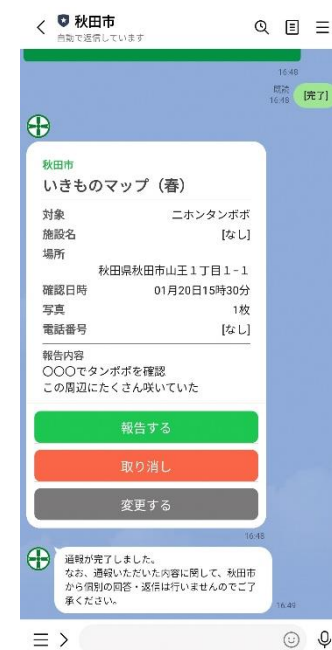 秋田市
自動で返信しています
16:48
既読
16:48
[完了]
秋田市
いきものマップ（春）
対象 ニホンタンポポ
施設名 [なし]
場所
秋田県秋田市山王１丁目１−１
確認日時 01月20日15時30分
写真 1枚
電話番号 [なし]
報告内容
〇〇〇でタンポポを確認
この周辺にたくさん咲いていた
報告する
取り消し
変更する
16:48
通報が完了しました。
なお、通報いただいた内容に関して、秋田市
から個別の回答・返信は行いませんのでご了
承ください。
16:49